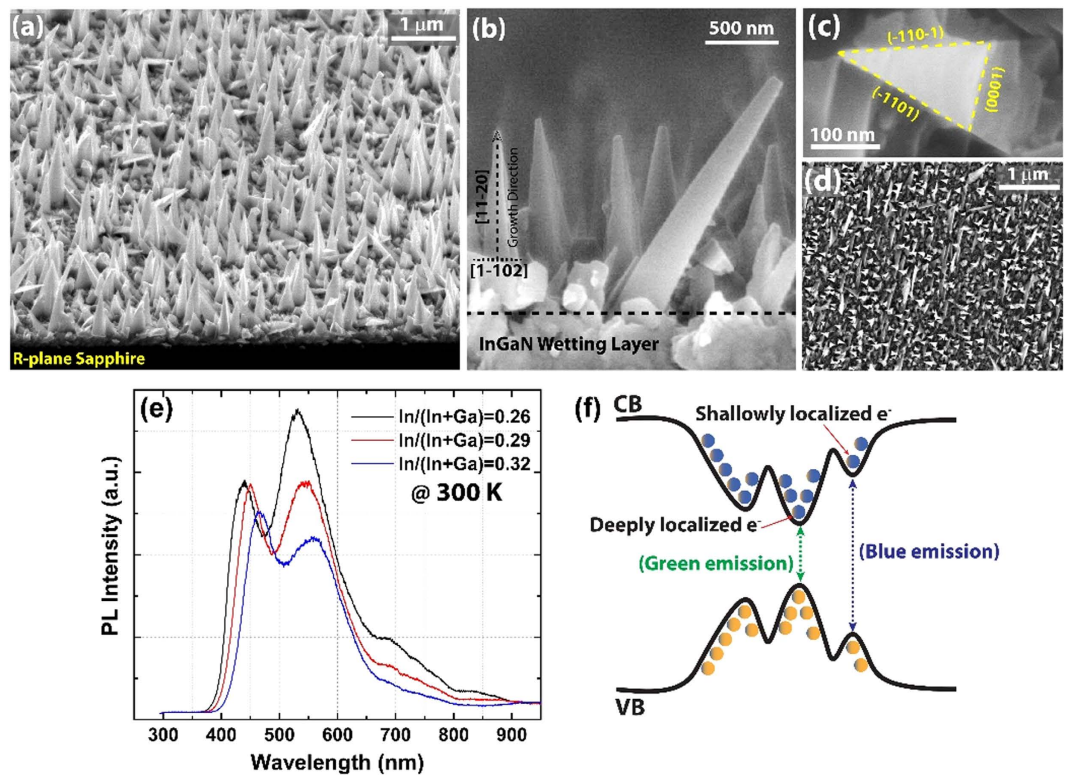 (a)
1 μm
R-plane Sapphire
(b)
500 nm
[11-20]
Growth Direction
[1-102]
InGaN Wetting Layer
(c)
(-110-1)
(-1101)
(0001)
100 nm
(d)
1 μm
(e)
In/(In+Ga)=0.26
In/(In+Ga)=0.29
In/(In+Ga)=0.32
@ 300 K
PL Intensity (a.u.)
300 400 500 600 700 800 900
Wavelength (nm)
(f)
CB
Shallowly localized e-
Deeply localized e-
(Green emission)
(Blue emission)
VB